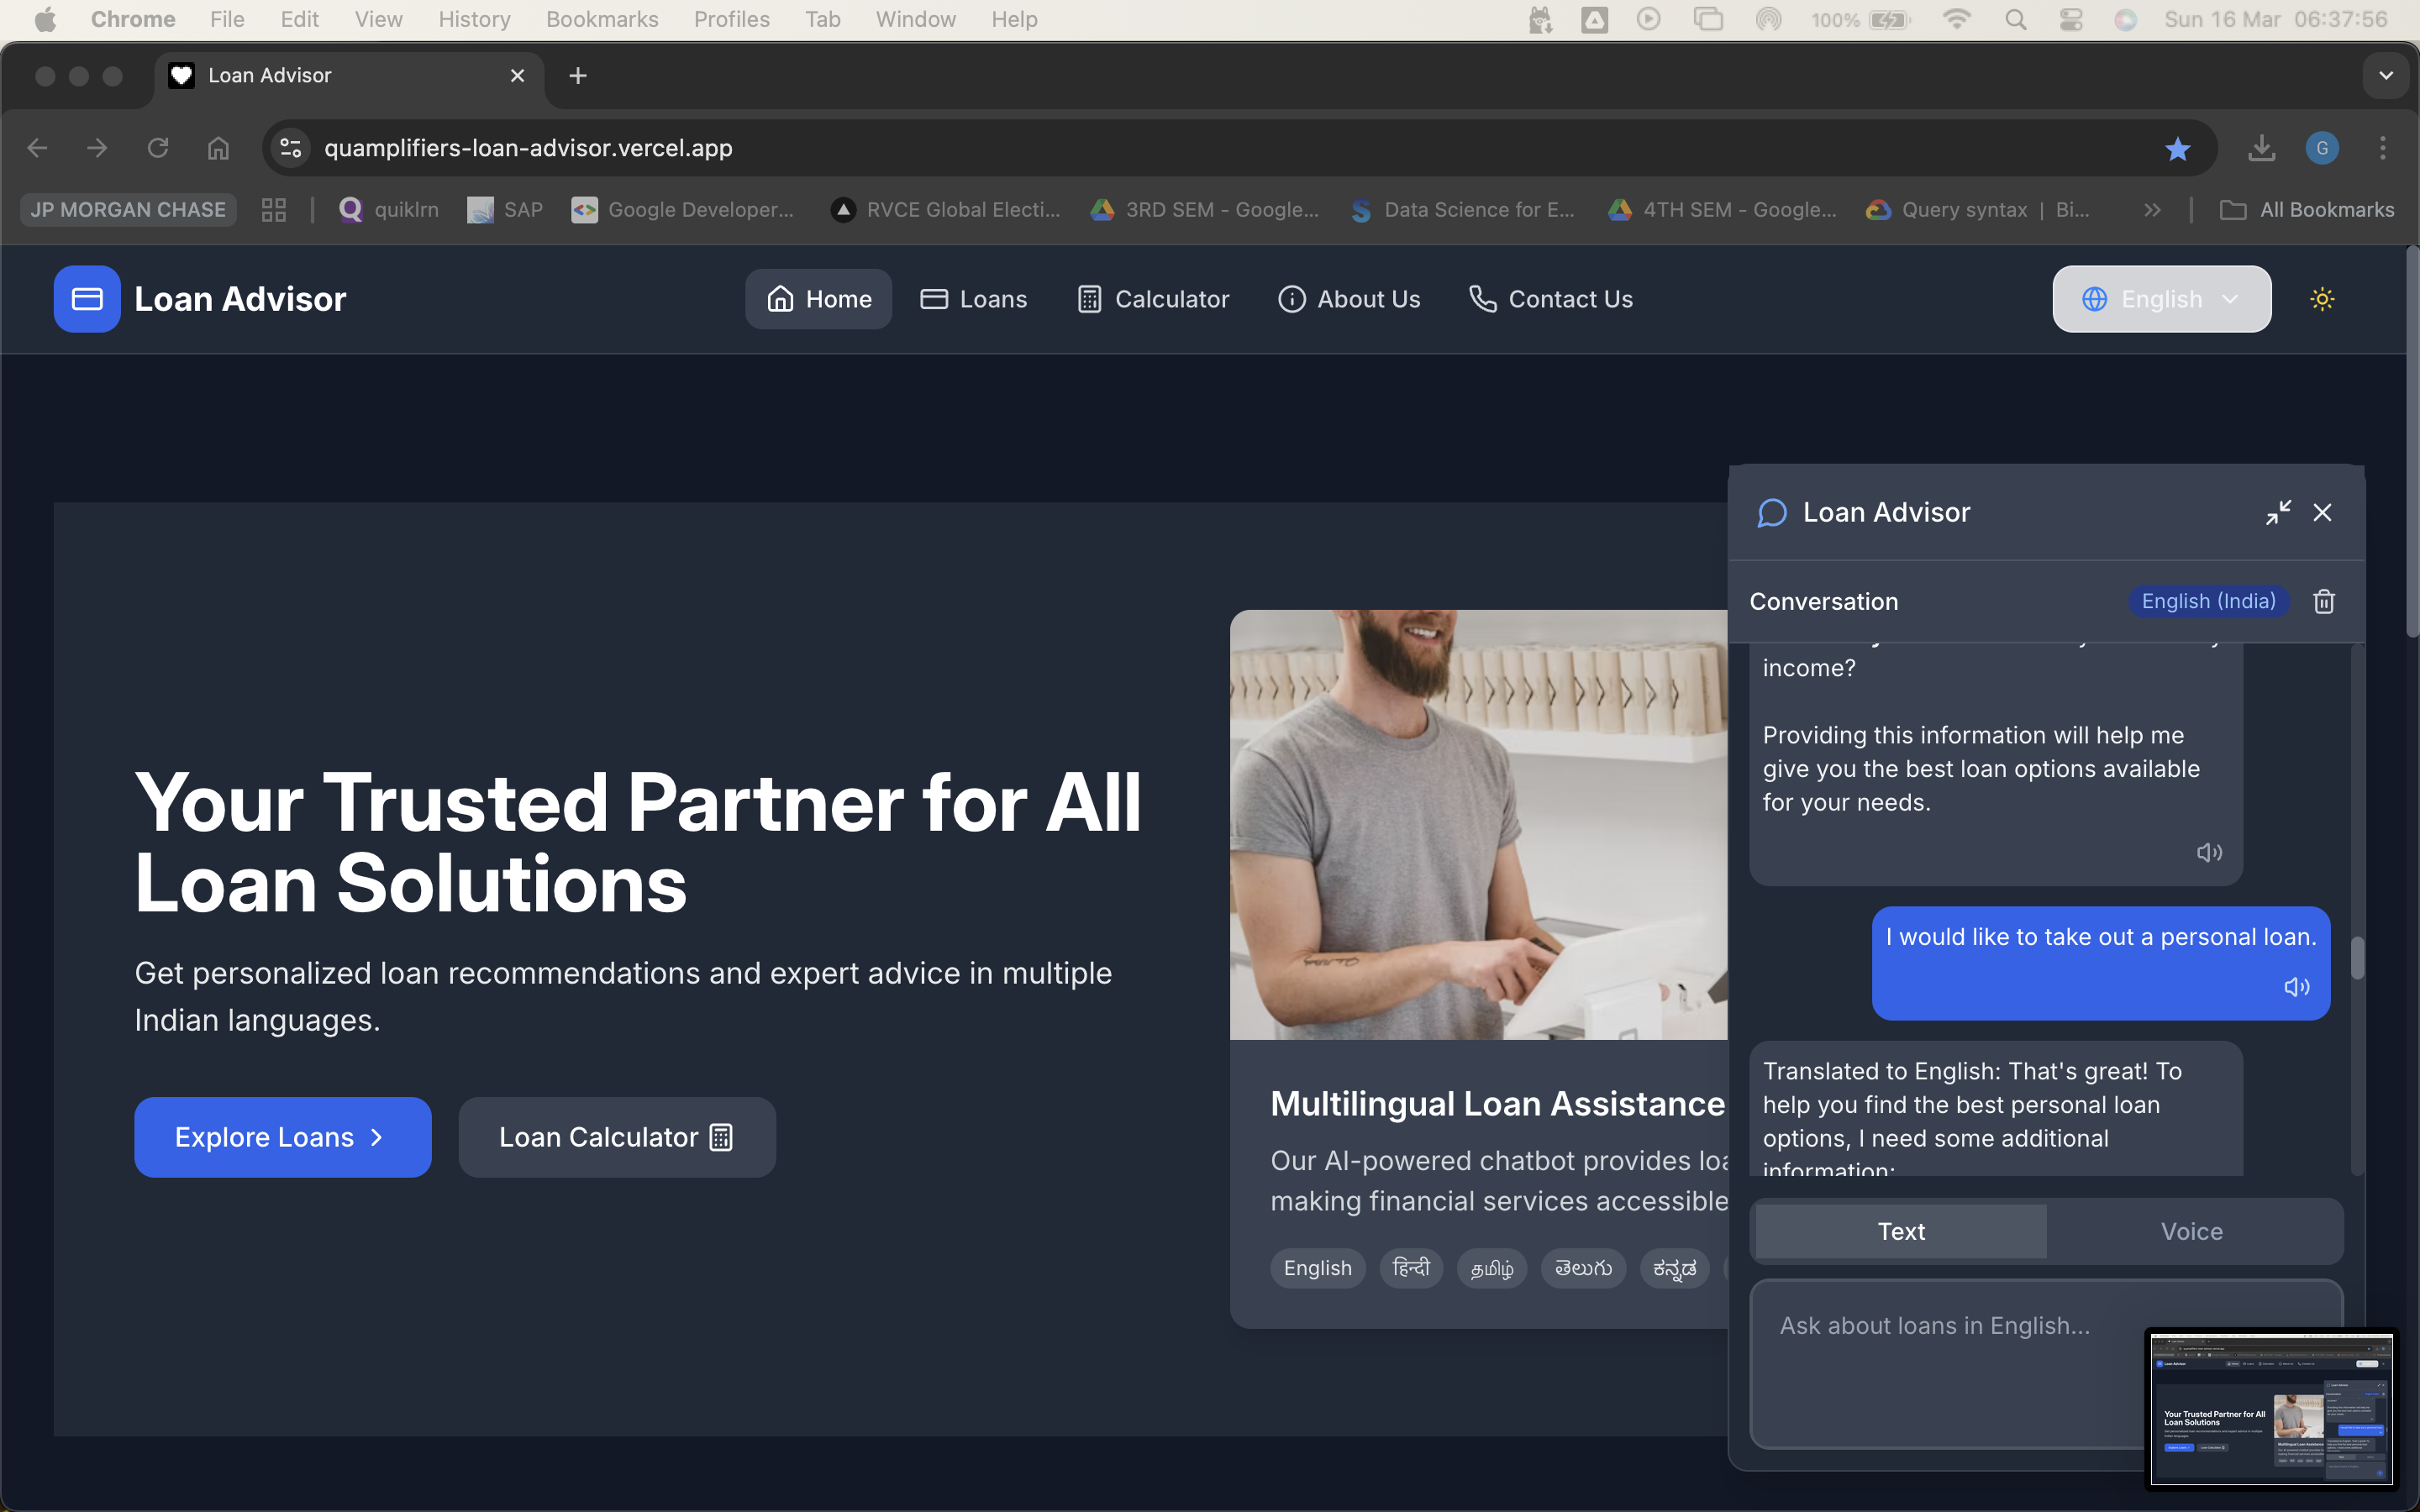 Chrome File Edit View History Bookmarks Profiles Tab Window Help 100% Sun 16 Mar 06:37:56
Loan Advisor
quamplifiers-loan-advisor.vercel.app G
JP MORGAN CHASE quiklrn SAP Google Developer... RVCE Global Electi... 3RD SEM - Google... Data Science for E... 4TH SEM - Google... Query syntax | Bi... All Bookmarks
Loan Advisor Home Loans Calculator About Us Contact Us English
Your Trusted Partner for All
Loan Solutions
Get personalized loan recommendations and expert advice in multiple
Indian languages.
Explore Loans
Loan Calculator
Multilingual Loan Assistance
Our AI-powered chatbot provides loa
making financial services accessible
English हिन्दी தமிழ் తెలుగు ಕನ್ನಡ
Loan Advisor
Conversation English (India)
income?
Providing this information will help me
give you the best loan options available
for your needs.
I would like to take out a personal loan.
Translated to English: That's great! To
help you find the best personal loan
options, I need some additional
information:
Text Voice
Ask about loans in English...
Your Trusted Partner for All
Loan Solutions